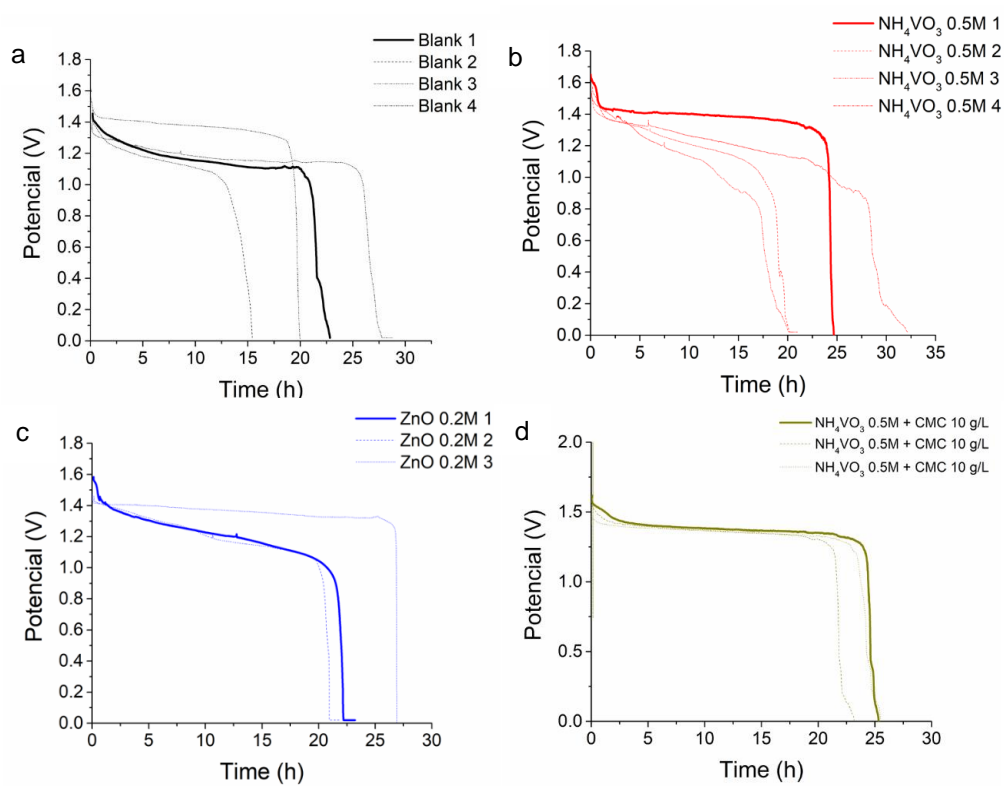 a
Blank 1
Blank 2
Blank 3
Blank 4
1.8
1.6
1.4
1.2
1.0
0.8
0.6
0.4
0.2
0.0
Potencial (V)
0 5 10 15 20 25 30
Time (h)
b
NH₄VO₃ 0.5M 1
NH₄VO₃ 0.5M 2
NH₄VO₃ 0.5M 3
NH₄VO₃ 0.5M 4
1.8
1.6
1.4
1.2
1.0
0.8
0.6
0.4
0.2
0.0
Potencial (V)
0 5 10 15 20 25 30 35
Time (h)
c
ZnO 0.2M 1
ZnO 0.2M 2
ZnO 0.2M 3
1.8
1.6
1.4
1.2
1.0
0.8
0.6
0.4
0.2
0.0
Potencial (V)
0 5 10 15 20 25 30
Time (h)
d
NH₄VO₃ 0.5M + CMC 10 g/L
NH₄VO₃ 0.5M + CMC 10 g/L
NH₄VO₃ 0.5M + CMC 10 g/L
2.0
1.5
1.0
0.5
0.0
Potencial (V)
0 5 10 15 20 25 30
Time (h)